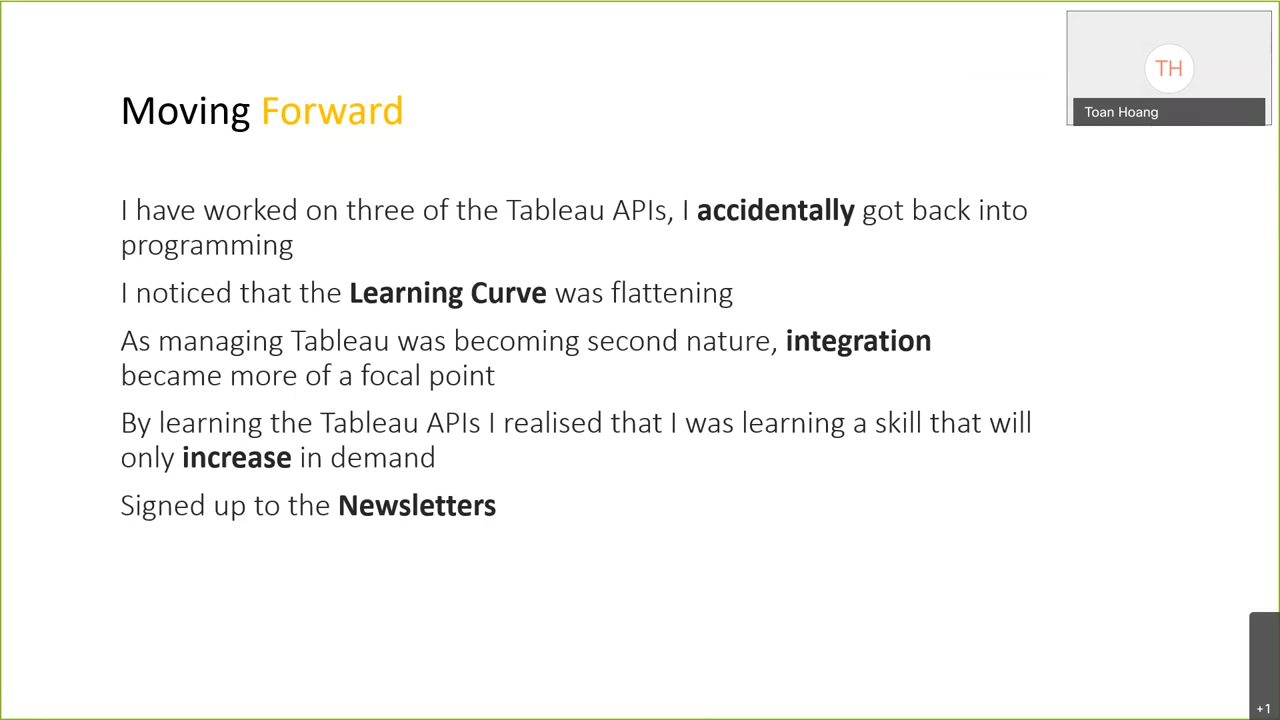 Moving Forward
TH
Toan Hoang
I have worked on three of the Tableau APIs, I accidentally got back into
programming
I noticed that the Learning Curve was flattening
As managing Tableau was becoming second nature, integration
became more of a focal point
By learning the Tableau APIs I realised that I was learning a skill that will
only increase in demand
Signed up to the Newsletters
+1